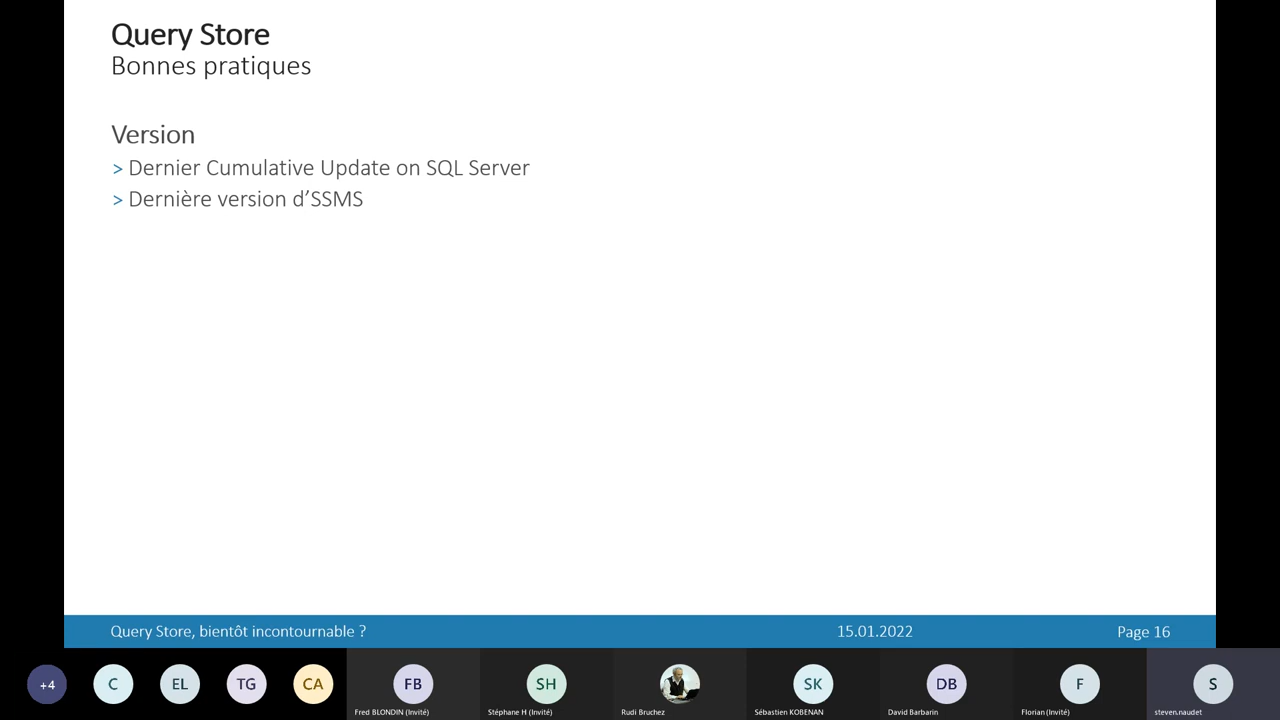 Query Store
Bonnes pratiques
Version
> Dernier Cumulative Update on SQL Server
> Dernière version d’SSMS
Query Store, bientôt incontournable ?
15.01.2022
Page 16
+4
C
EL
TG
CA
FB
SH
SK
DB
F
S
Fred BLONDIN (Invité)
Stéphane H (Invité)
Rudi Bruchez
Sébastien KOBENAN
David Barbarin
Florian (Invité)
steven.naudet